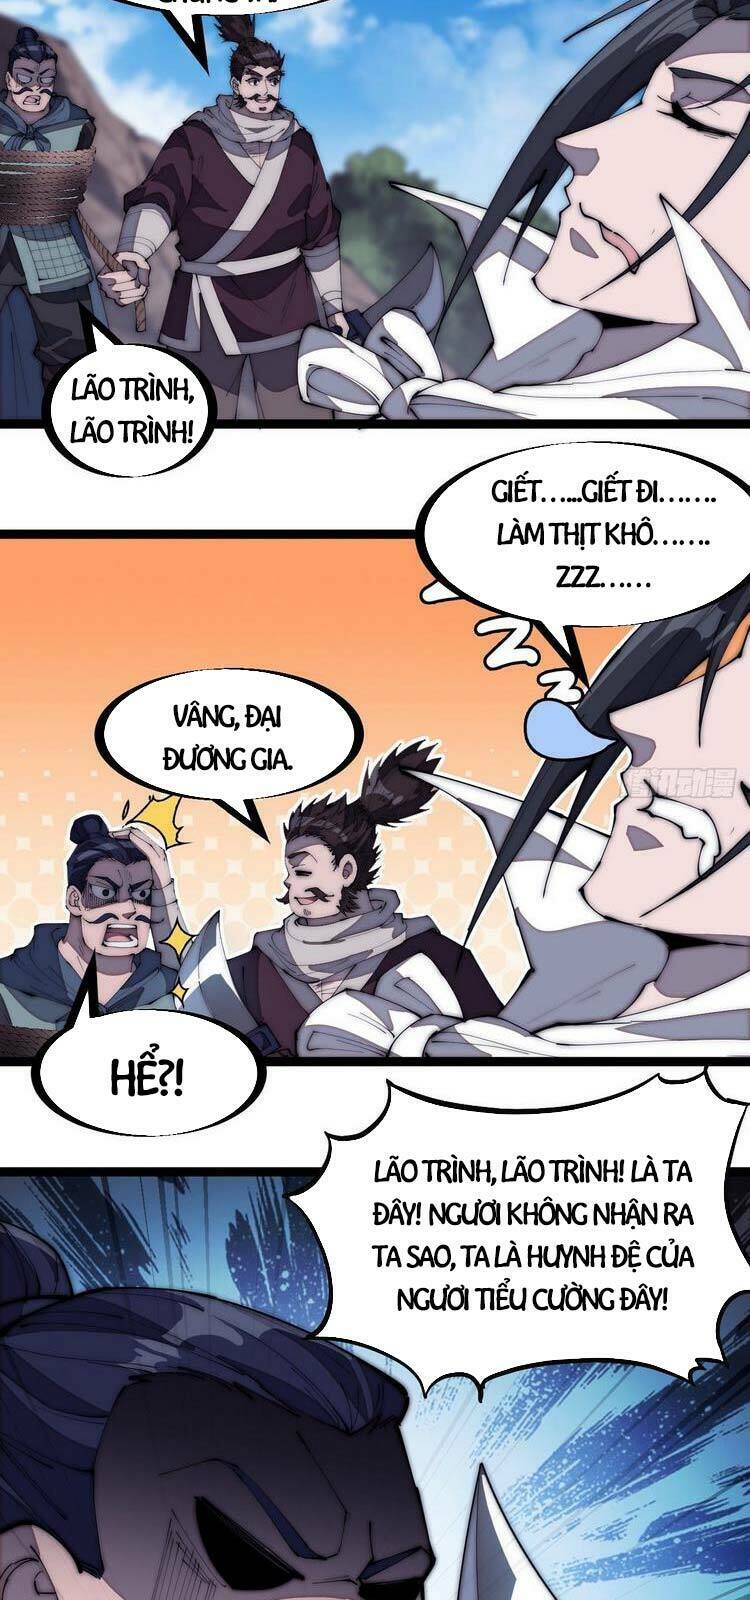 LÃO TRÌNH,
LÃO TRÌNH!
GIẾT......GIẾT ĐI.......
LÀM THỊT KHÔ.......
ZZZ......
Z
Z
Z
VÂNG, ĐẠI
ĐƯƠNG GIA.
HỂ?!
LÃO TRÌNH, LÃO TRÌNH! LÀ TA
ĐÂY! NGƯƠI KHÔNG NHẬN RA
TA SAO, TA LÀ HUYNH ĐỆ CỦA
NGƯƠI TIỂU CƯỜNG ĐÂY!